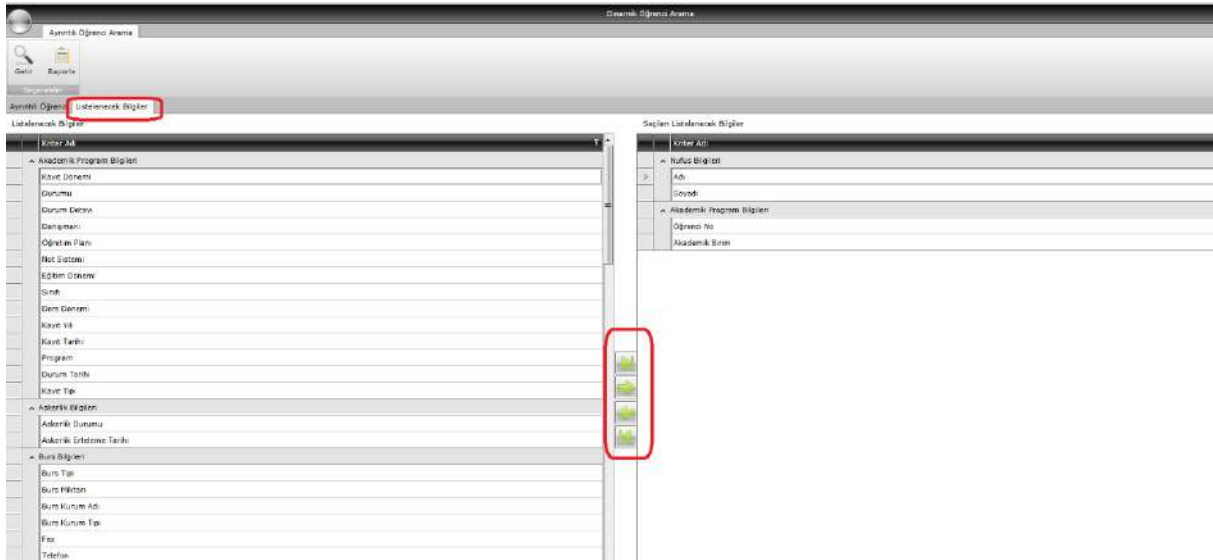 Dinamik Öğrenci Arama
Ayrıntılı Öğrenci Arama
Getir
Raporla
Seçenekler
Ayrıntılı Öğrenci
Listelenecek Bilgiler
Listelenecek Bilgiler
Kriter Adı
Akademik Program Bilgileri
Kayıt Dönemi
Durumu
Durum Detayı
Danışmanı
Öğretim Planı
Not Sistemi
Eğitim Dönemi
Sınıfı
Ders Dönemi
Kayıt Yılı
Kayıt Tarihi
Program
Durum Tarihi
Kayıt Tipi
Askerlik Bilgileri
Askerlik Durumu
Askerlik Erteleme Tarihi
Burs Bilgileri
Burs Tipi
Burs Miktarı
Burs Kurum Adı
Burs Kurum Tipi
Fax
Telefon
Seçilen Listelenecek Bilgiler
Kriter Adı
Nufus Bilgileri
Adı
Soyadı
Akademik Program Bilgileri
Öğrenci No
Akademik Birim